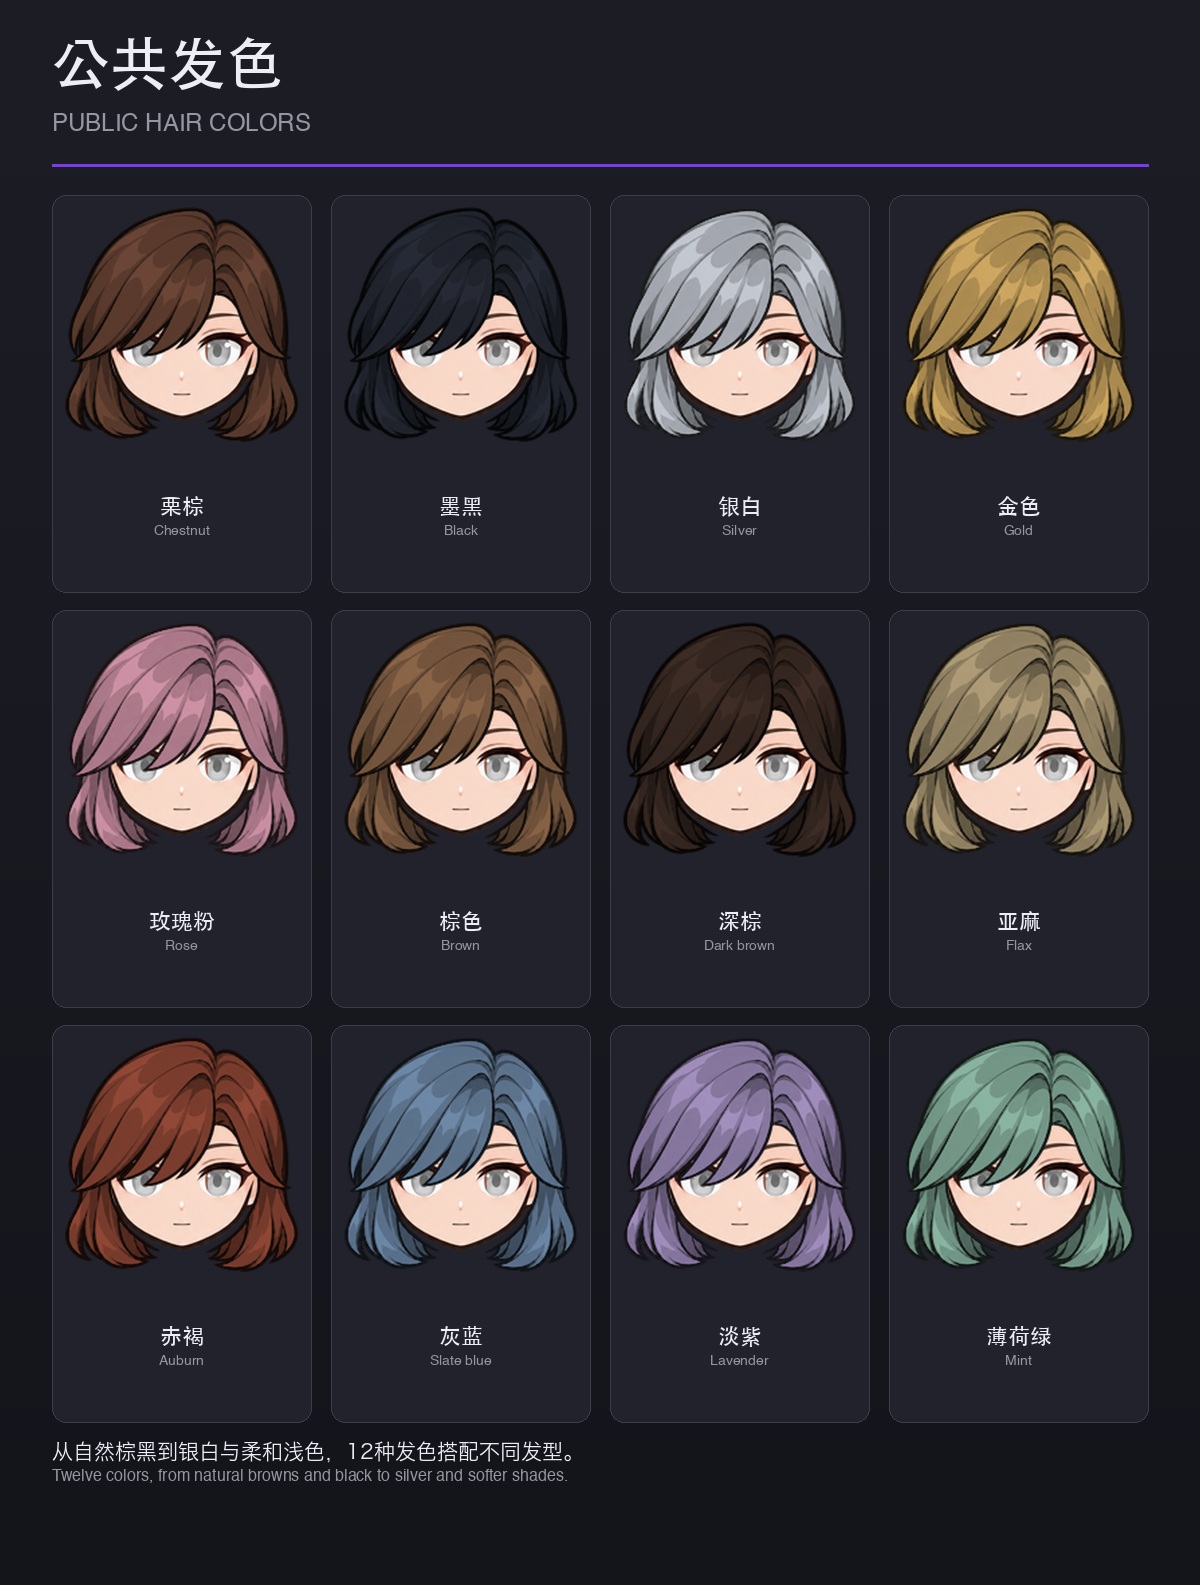 公共发色
PUBLIC HAIR COLORS
栗棕
Chestnut
墨黑
Black
银白
Silver
金色
Gold
玫瑰粉
Rose
棕色
Brown
深棕
Dark brown
亚麻
Flax
赤褐
Auburn
灰蓝
Slate blue
淡紫
Lavender
薄荷绿
Mint
从自然棕黑到银白与柔和浅色，12种发色搭配不同发型。
Twelve colors, from natural browns and black to silver and softer shades.